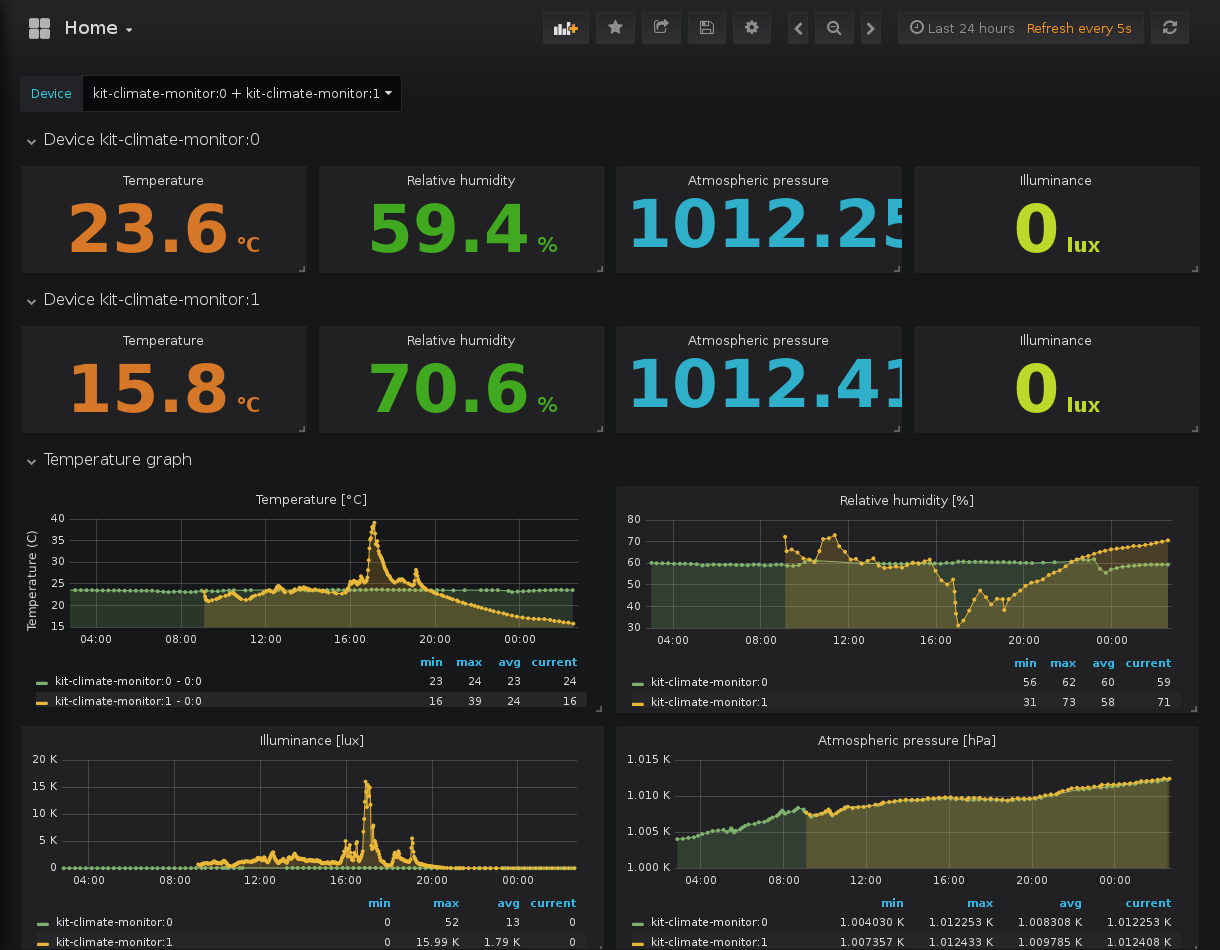 Home
Last 24 hours Refresh every 5s
Device kit-climate-monitor:0 + kit-climate-monitor:1
Device kit-climate-monitor:0
Temperature Relative humidity Atmospheric pressure Illuminance
23.6 °C 59.4 % 1012.25 0 lux
Device kit-climate-monitor:1
Temperature Relative humidity Atmospheric pressure Illuminance
15.8 °C 70.6 % 1012.41 0 lux
Temperature graph
Temperature [°C]
Temperature (C)
40
35
30
25
20
15
04:00 08:00 12:00 16:00 20:00 00:00
min max avg current
kit-climate-monitor:0 - 0:0 23 24 23 24
kit-climate-monitor:1 - 0:0 16 39 24 16
Relative humidity [%]
80
70
60
50
40
30
04:00 08:00 12:00 16:00 20:00 00:00
min max avg current
kit-climate-monitor:0 56 62 60 59
kit-climate-monitor:1 31 73 58 71
Illuminance [lux]
20 K
15 K
10 K
5 K
0
04:00 08:00 12:00 16:00 20:00 00:00
min max avg current
kit-climate-monitor:0 0 52 13 0
kit-climate-monitor:1 0 15.99 K 1.79 K 0
Atmospheric pressure [hPa]
1.015 K
1.010 K
1.005 K
1.000 K
04:00 08:00 12:00 16:00 20:00 00:00
min max avg current
kit-climate-monitor:0 1.004030 K 1.012253 K 1.008308 K 1.012253 K
kit-climate-monitor:1 1.007357 K 1.012433 K 1.009785 K 1.012408 K